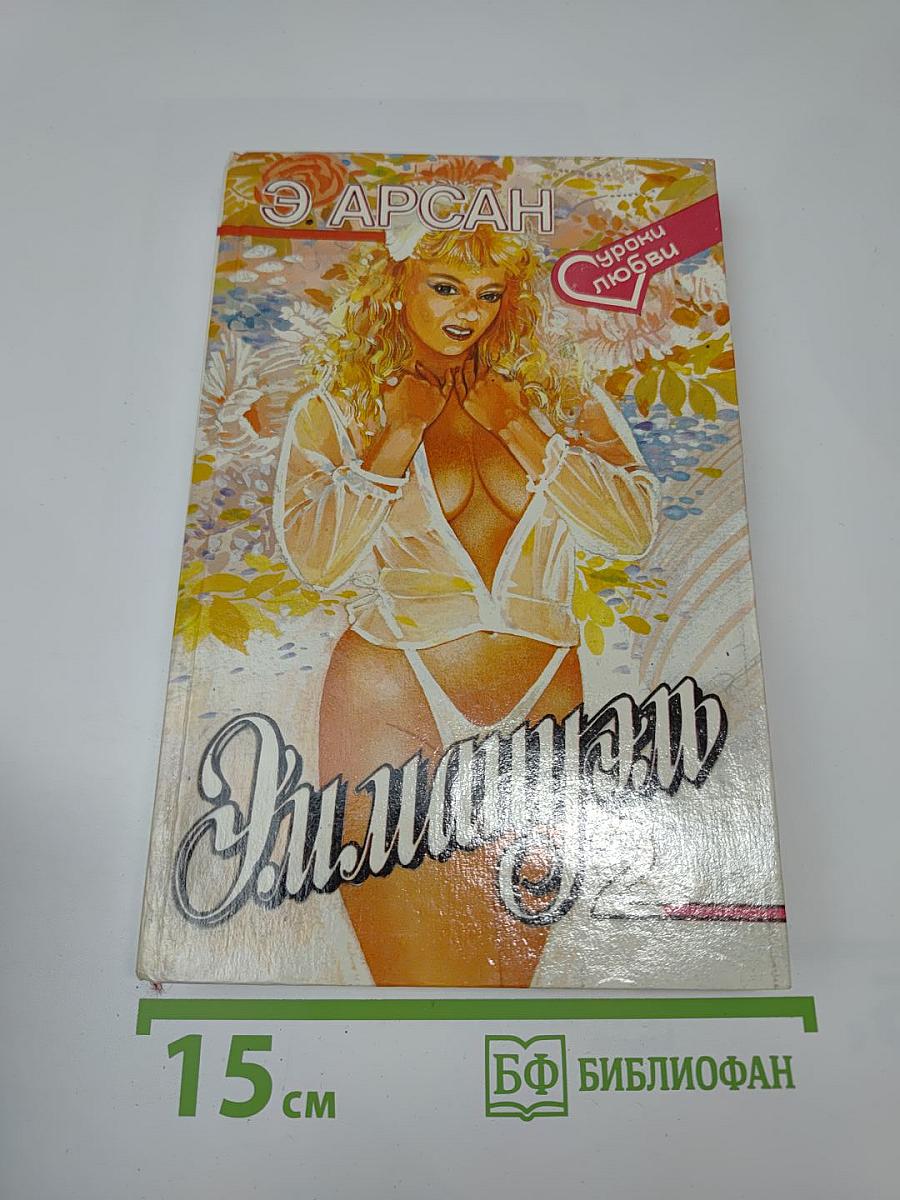 Э. АРСАН
уроки
любви
Эммануэль
2
15 см
БФ БИБЛИОФАН